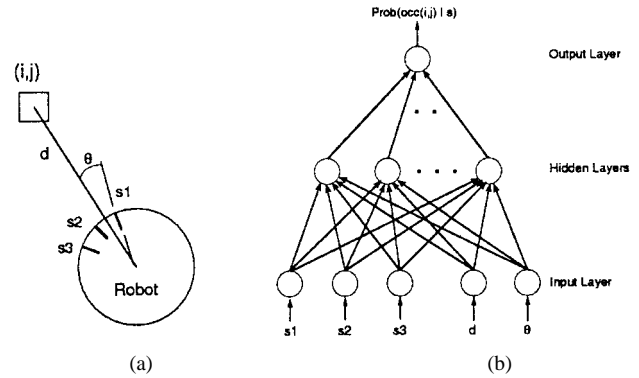 (i,j)
d
θ
s1
s2
s3
Robot
(a)
Prob(occ(i,j) | s)
Output Layer
Hidden Layers
Input Layer
s1 s2 s3 d θ
(b)